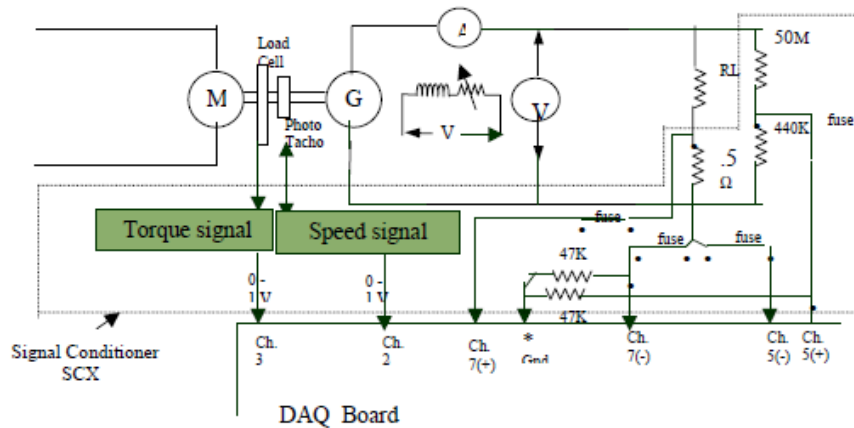 50M
Load
Cell
RL
M
G
V
V
Photo
Tacho
440K
fuse
.5
Ω
Torque signal
Speed signal
fuse
fuse
fuse
47K
0 -
1 V
0 -
1 V
47K
Signal Conditioner
SCX
Ch.
3
Ch.
2
Ch.
7(+)
*
Gnd
Ch.
7(-)
Ch.
5(-)
Ch.
5(+)
DAQ Board